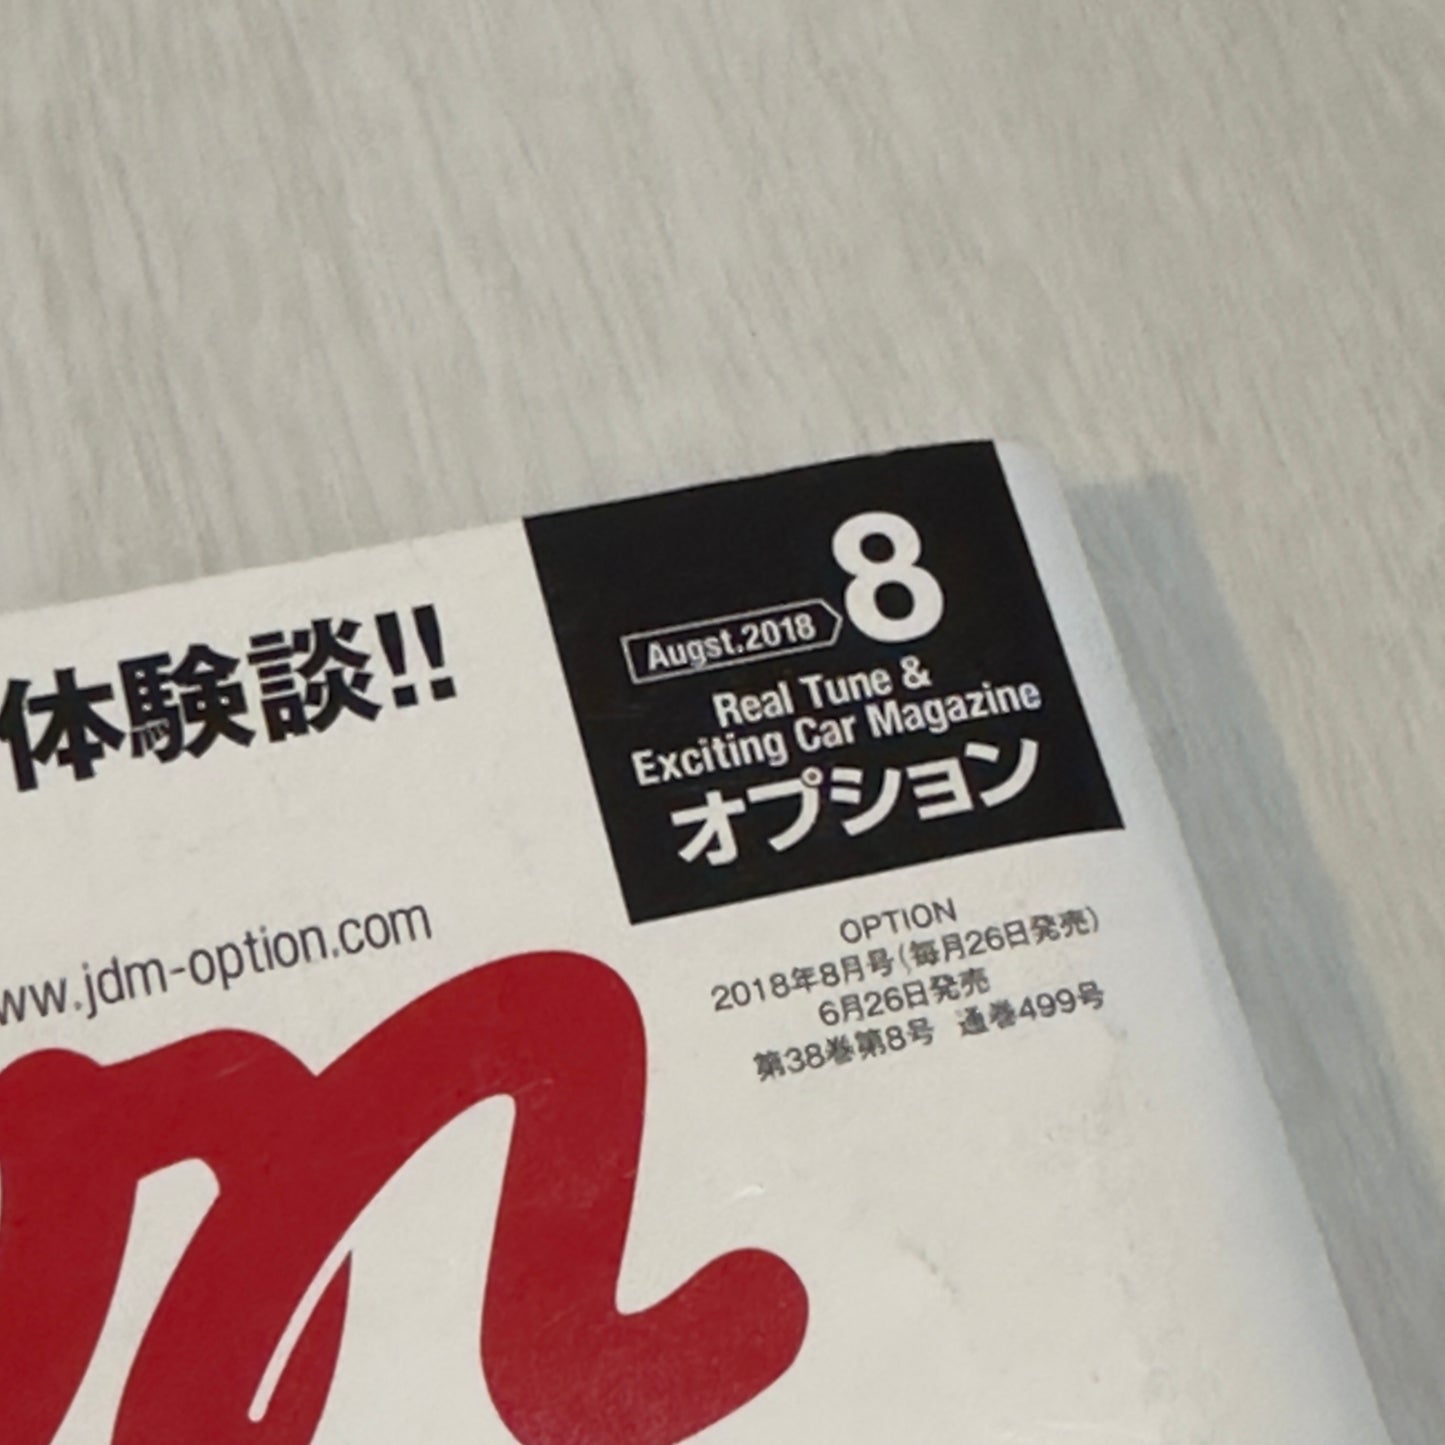 体験談!!
8
Augst.2018
Real Tune &
Exciting Car Magazine
オプション
ww.jdm-option.com
OPTION
2018年8月号(毎月26日発売)
6月26日発売
第38巻第8号 通巻499号